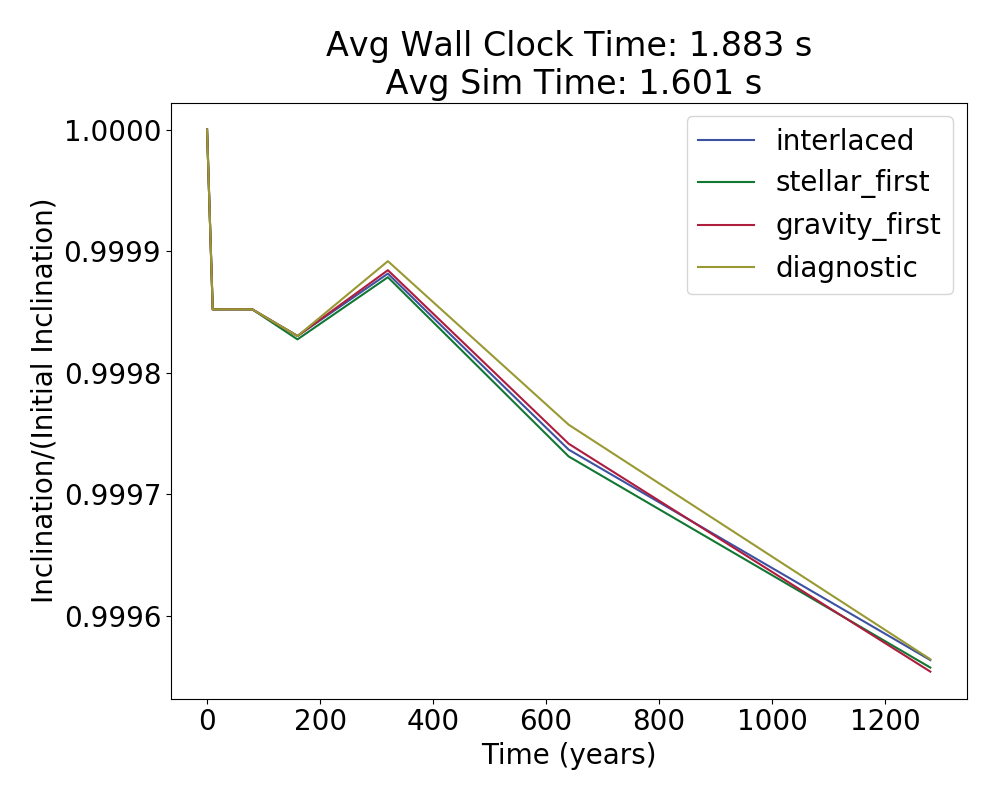 Avg Wall Clock Time: 1.883 s
Avg Sim Time: 1.601 s
interlaced
stellar_first
gravity_first
diagnostic
Inclination/(Initial Inclination)
1.0000
0.9999
0.9998
0.9997
0.9996
0 200 400 600 800 1000 1200
Time (years)